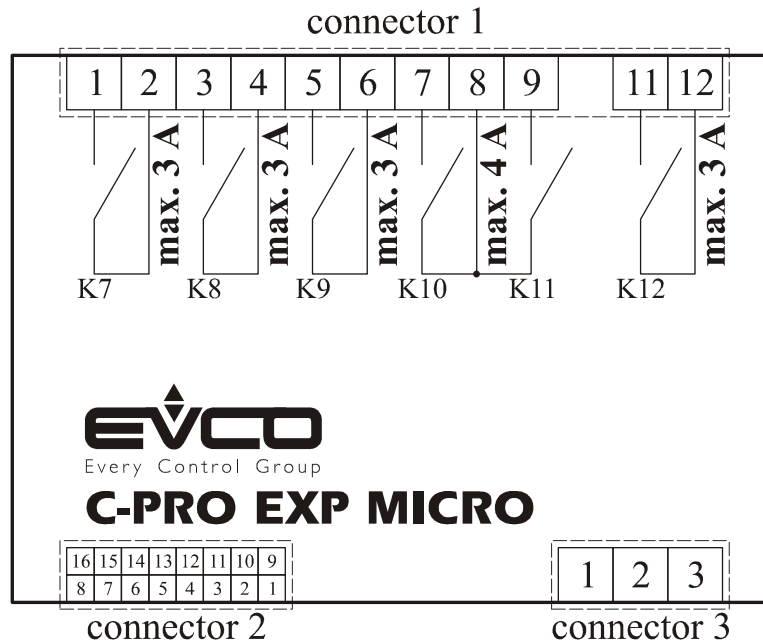 connector 1
1 2 3 4 5 6 7 8 9 11 12
max. 3 A max. 3 A max. 3 A max. 4 A max. 3 A
K7 K8 K9 K10 K11 K12
EVCO
Every Control Group
C-PRO EXP MICRO
16 15 14 13 12 11 10 9
8 7 6 5 4 3 2 1
1 2 3
connector 2 connector 3